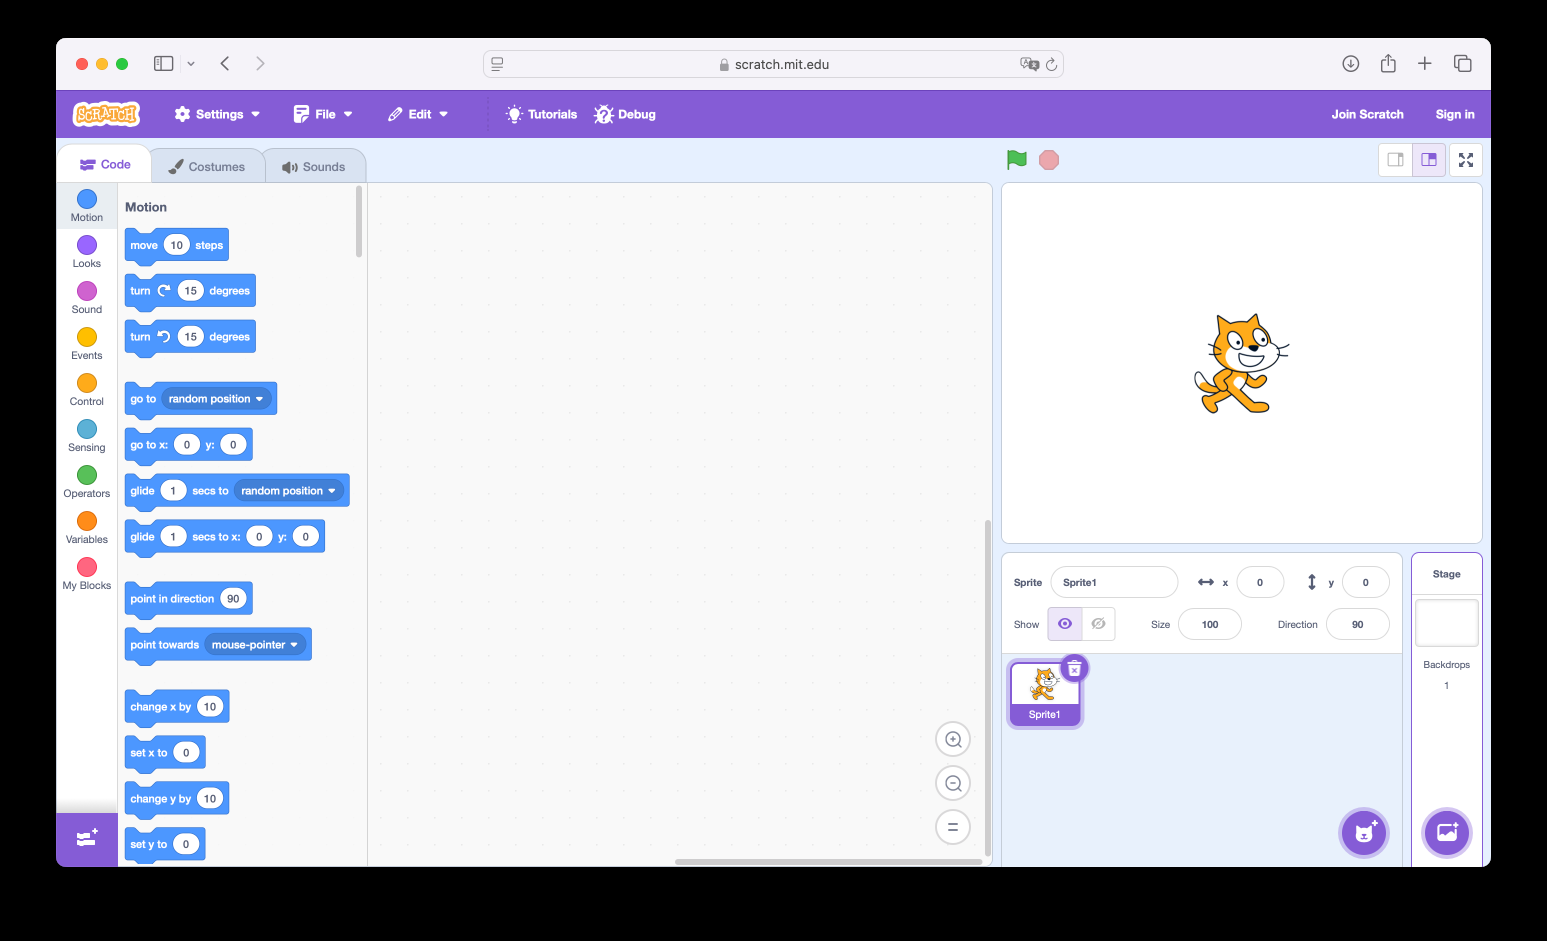 scratch.mit.edu
SCRATCH Settings File Edit Tutorials Debug Join Scratch Sign in
Code Costumes Sounds
Motion
Looks
Sound
Events
Control
Sensing
Operators
Variables
My Blocks
Motion
move 10 steps
turn 15 degrees
turn 15 degrees
go to random position
go to x: 0 y: 0
glide 1 secs to random position
glide 1 secs to x: 0 y: 0
point in direction 90
point towards mouse-pointer
change x by 10
set x to 0
change y by 10
set y to 0
Sprite Sprite1 x 0 y 0
Show Size 100 Direction 90
Sprite1
Stage
Backdrops
1